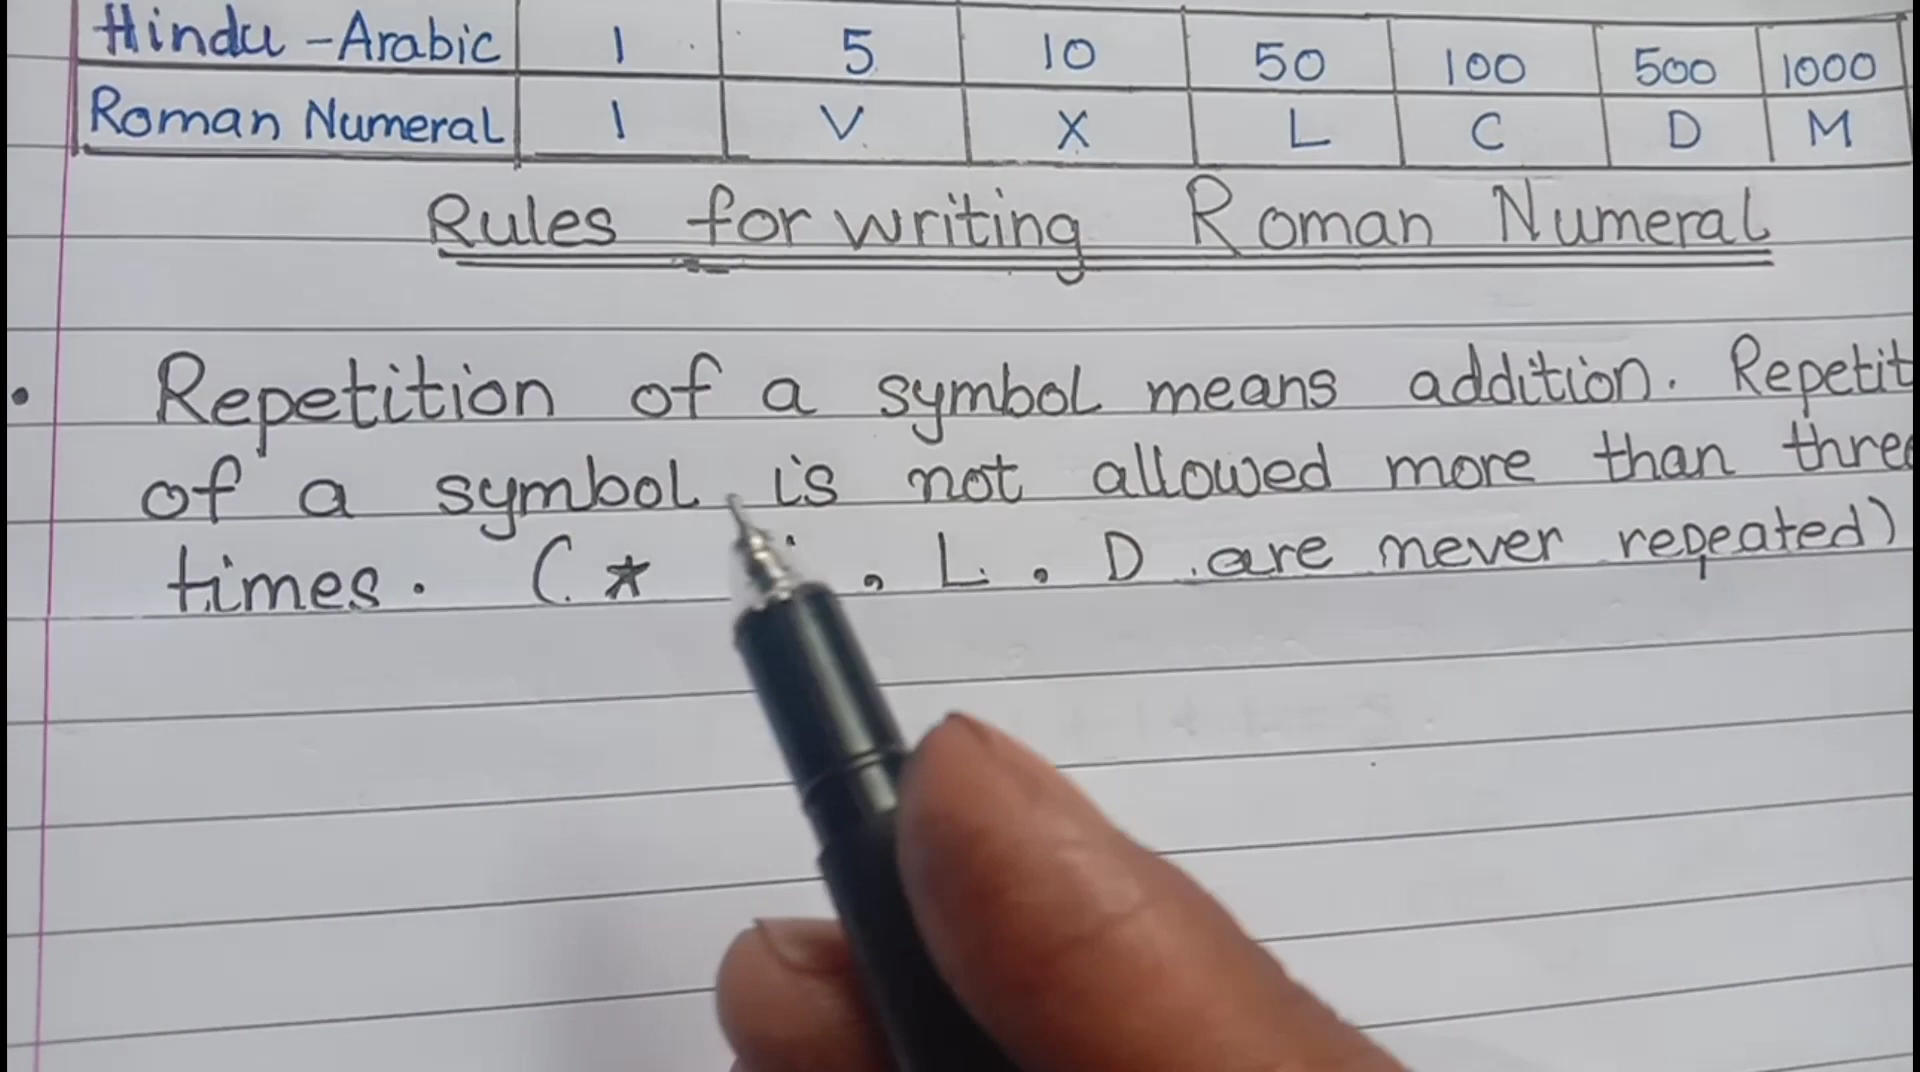 Hindu-Arabic 1 5 10 50 100 500 1000
Roman Numeral I V X L C D M
Rules for writing Roman Numeral
• Repetition of a symbol means addition. Repetit
of a symbol is not allowed more than three
times. (* , L, D are never repeated)